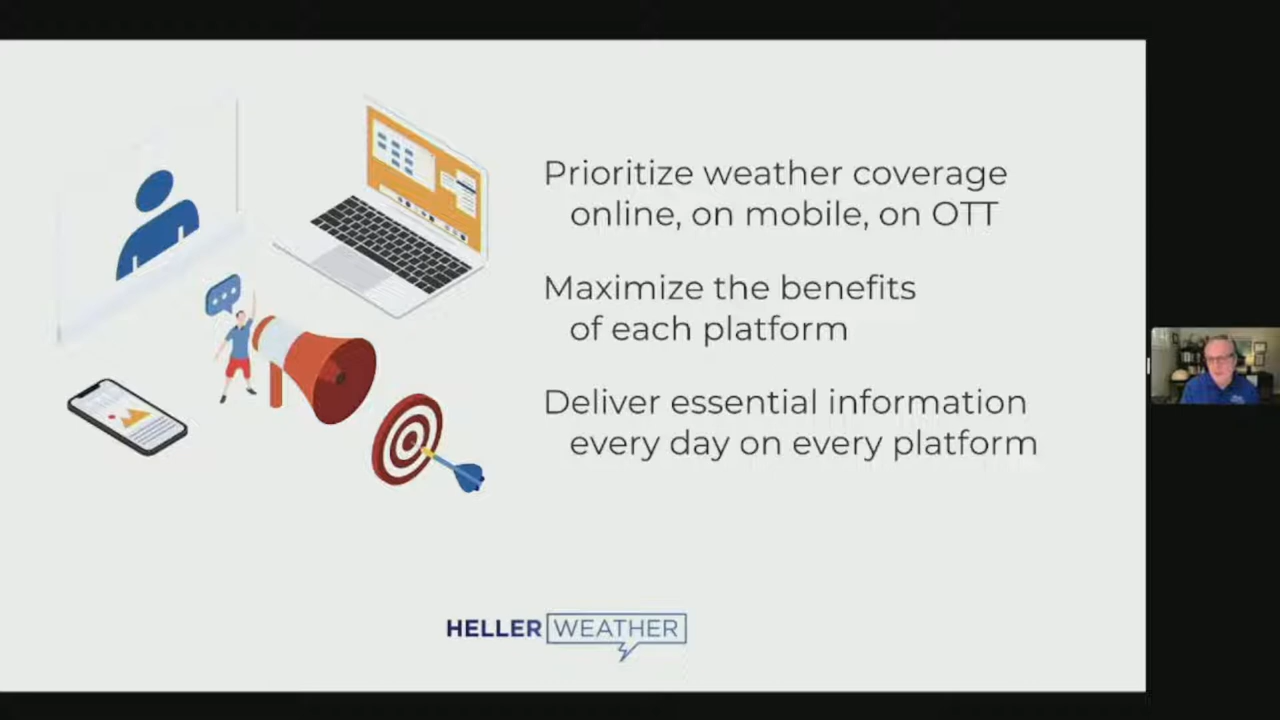 Prioritize weather coverage
online, on mobile, on OTT
Maximize the benefits
of each platform
Deliver essential information
every day on every platform
HELLER WEATHER